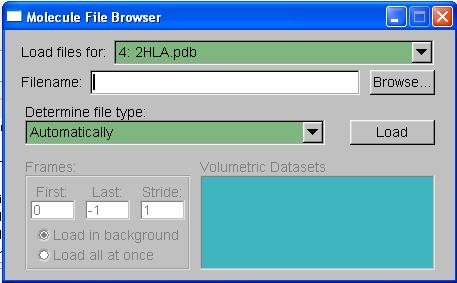 Molecule File Browser
Load files for: 4: 2HLA.pdb
Filename: Browse...
Determine file type:
Automatically Load
Frames: Volumetric Datasets
First: Last: Stride:
0 -1 1
Load in background
Load all at once